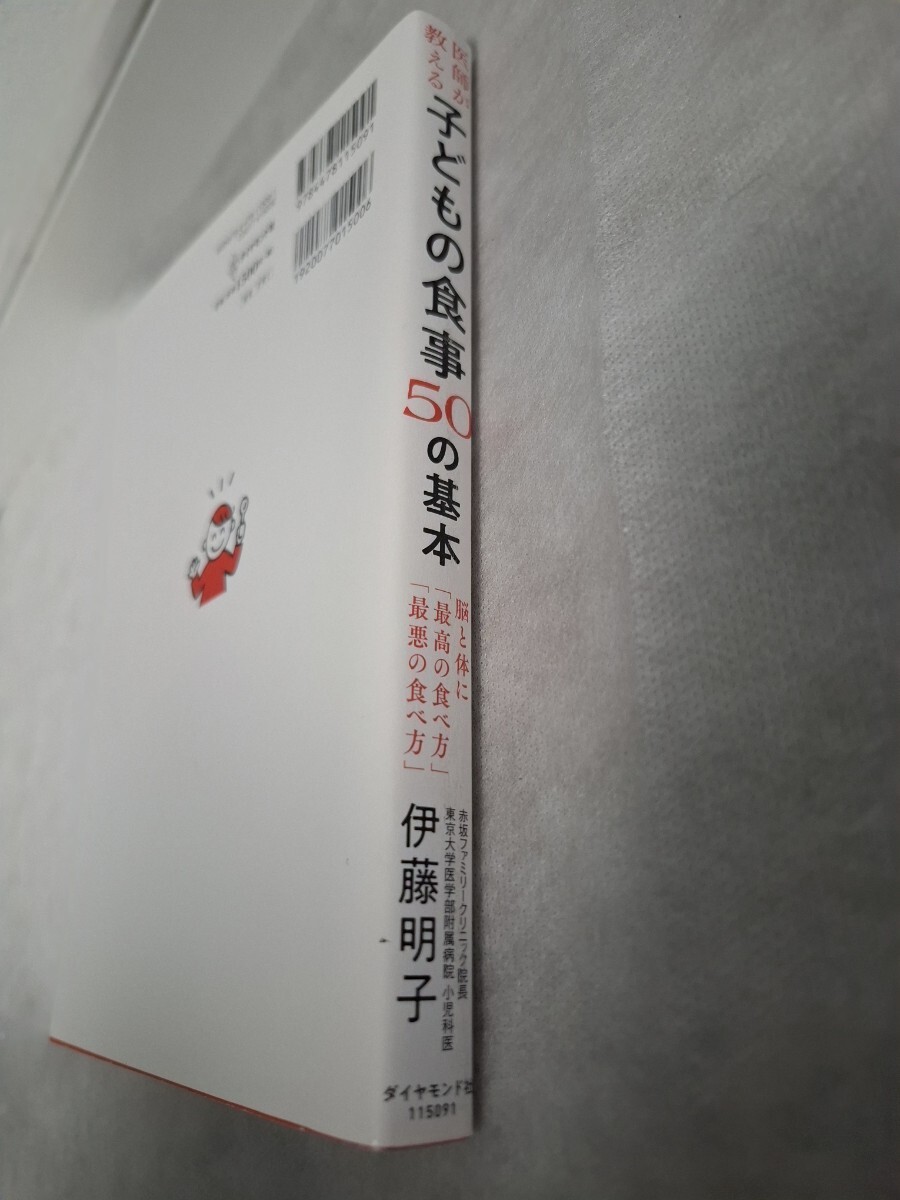 医師が
教える
子どもの食事50の基本
脳と体に
「最高の食べ方」
「最悪の食べ方」
赤坂ファミリークリニック院長
東京大学医学部附属病院 小児科医
伊藤明子
ダイヤモンド社
115091
9784478115091
1920077015006